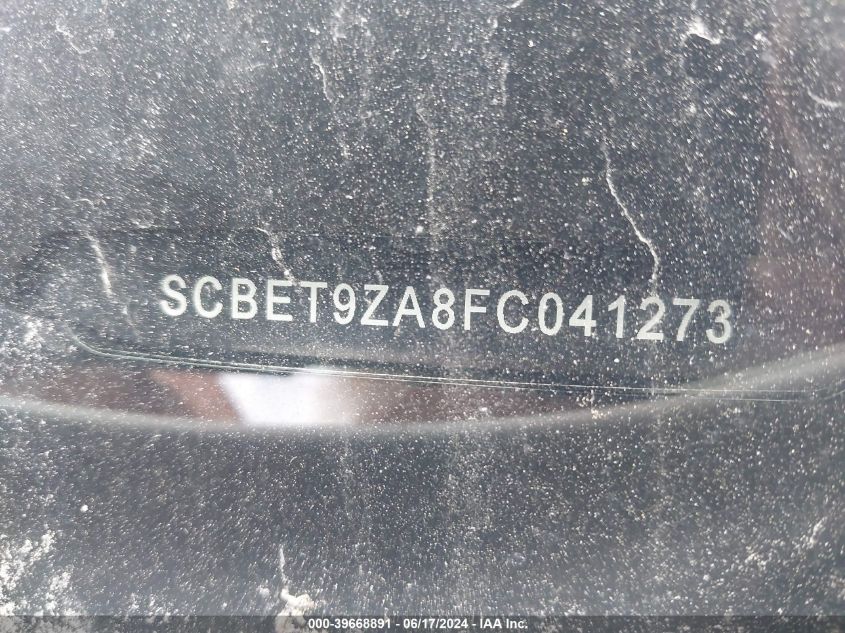 SCBET9ZA8FC041273
000-39668891 - 06/17/2024 - IAA Inc.